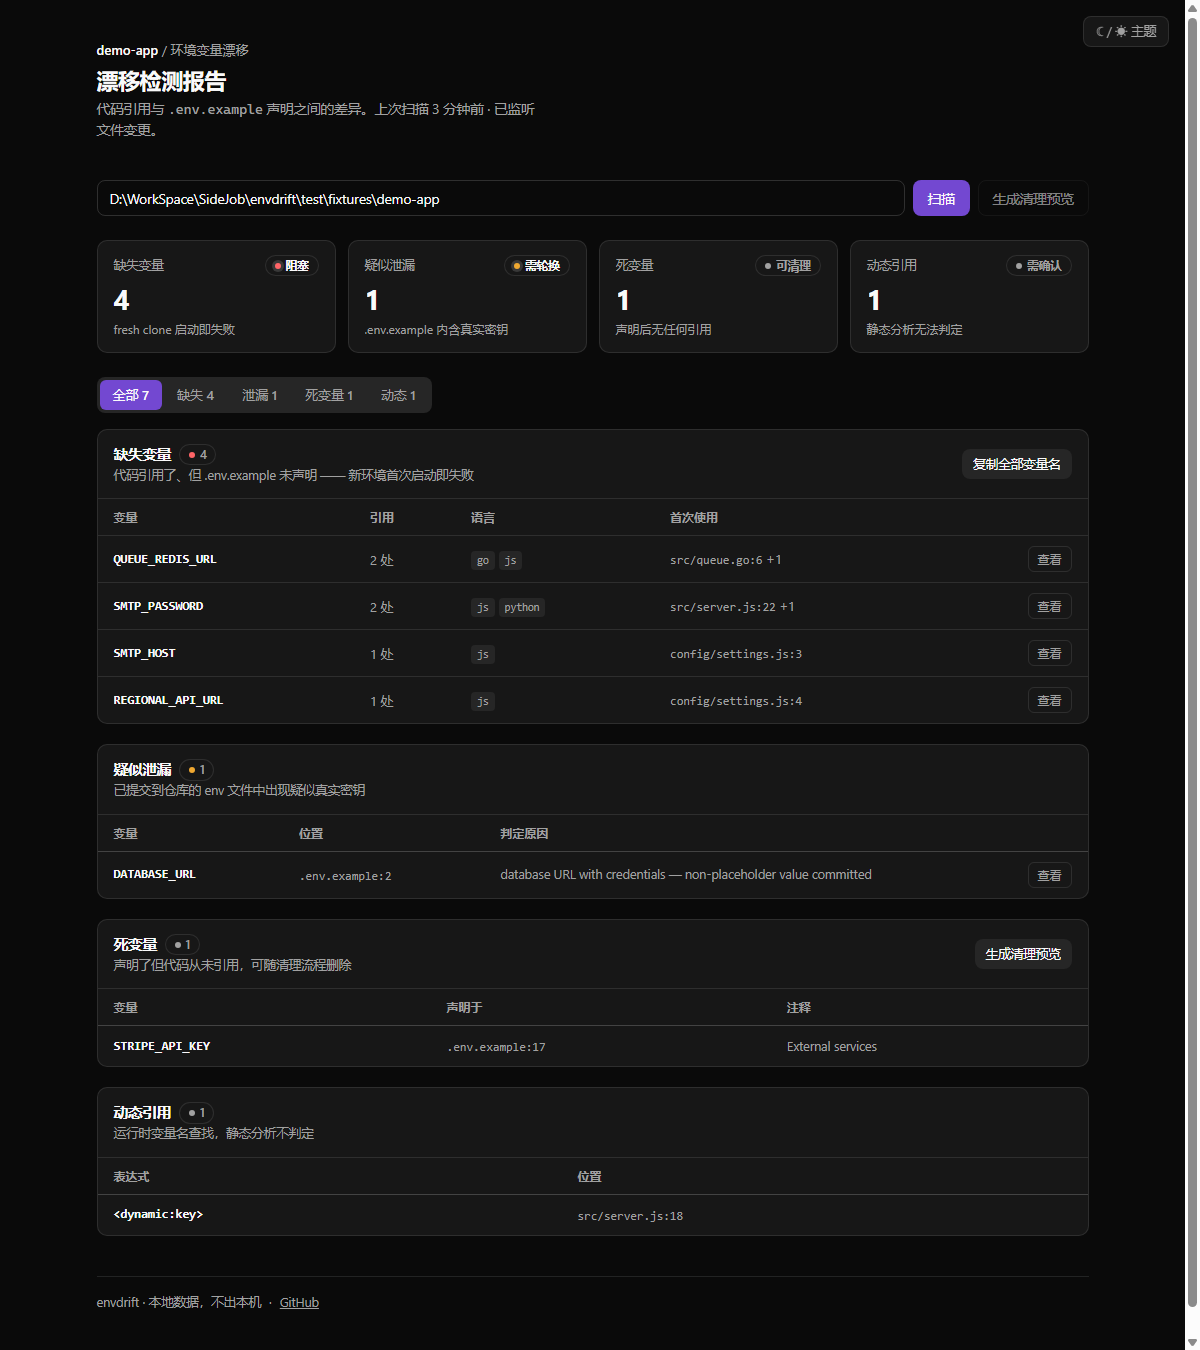 ☾/☀ 主题
demo-app / 环境变量漂移
漂移检测报告
代码引用与 .env.example 声明之间的差异。上次扫描 3 分钟前 · 已监听
文件变更。
D:\WorkSpace\SideJob\envdrift\test\fixtures\demo-app 扫描 生成清理预览
缺失变量 阻塞
4
fresh clone 启动即失败
疑似泄漏 需轮换
1
.env.example 内含真实密钥
死变量 可清理
1
声明后无任何引用
动态引用 需确认
1
静态分析无法判定
全部 7 缺失 4 泄漏 1 死变量 1 动态 1
缺失变量 4
代码引用了、但 .env.example 未声明 —— 新环境首次启动即失败
复制全部变量名
变量 引用 语言 首次使用
QUEUE_REDIS_URL 2 处 go js src/queue.go:6 +1 查看
SMTP_PASSWORD 2 处 js python src/server.js:22 +1 查看
SMTP_HOST 1 处 js config/settings.js:3 查看
REGIONAL_API_URL 1 处 js config/settings.js:4 查看
疑似泄漏 1
已提交到仓库的 env 文件中出现疑似真实密钥
变量 位置 判定原因
DATABASE_URL .env.example:2 database URL with credentials — non-placeholder value committed 查看
死变量 1
声明了但代码从未引用，可随清理流程删除
生成清理预览
变量 声明于 注释
STRIPE_API_KEY .env.example:17 External services
动态引用 1
运行时变量名查找，静态分析不判定
表达式 位置
<dynamic:key> src/server.js:18
envdrift · 本地数据，不出本机 · GitHub